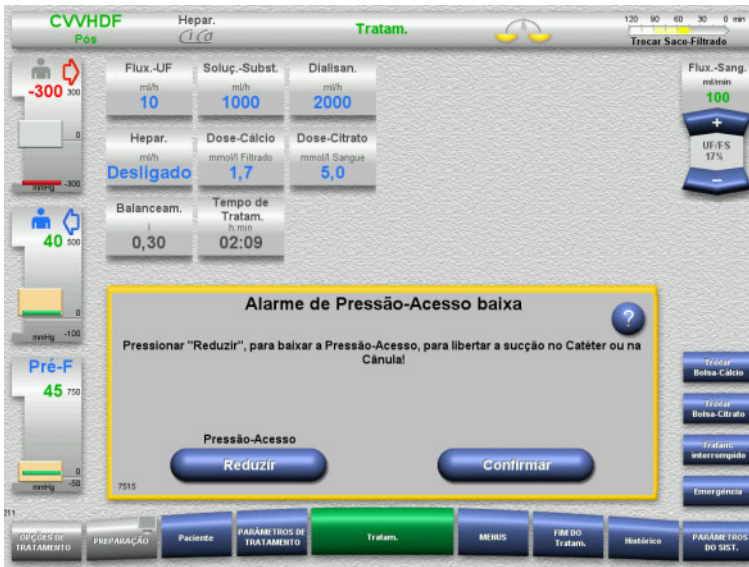 CVVHDF
Pós
Hepar.
CiCa
Tratam.
120 90 60 30 0 min
Trocar Saco-Filtrado
-300
300
0
-300
mmHg
Flux.-UF
ml/h
10
Soluç.-Subst.
ml/h
1000
Dialisan.
ml/h
2000
Flux.-Sang.
ml/min
100
+
UF/FS
17%
−
Hepar.
ml/h
Desligado
Dose-Cálcio
mmol/l Filtrado
1,7
Dose-Citrato
mmol/l Sangue
5,0
Balanceam.
l
0,30
Tempo de
Tratam.
h:min
02:09
40
500
0
-100
mmHg
Alarme de Pressão-Acesso baixa
?
Pressionar "Reduzir", para baixar a Pressão-Acesso, para libertar a sucção no Catéter ou na
Cânula!
Pressão-Acesso
Reduzir
Confirmar
7515
Pré-F
45
750
0
-50
mmHg
Trocar
Bolsa-Cálcio
Trocar
Bolsa-Citrato
Tratam.
interrompido
Emergência
211
OPÇÕES DE
TRATAMENTO
PREPARAÇÃO
Paciente
PARÂMETROS DE
TRATAMENTO
Tratam.
MENUS
FIM DO
Tratam.
Histórico
PARÂMETROS
DO SIST.